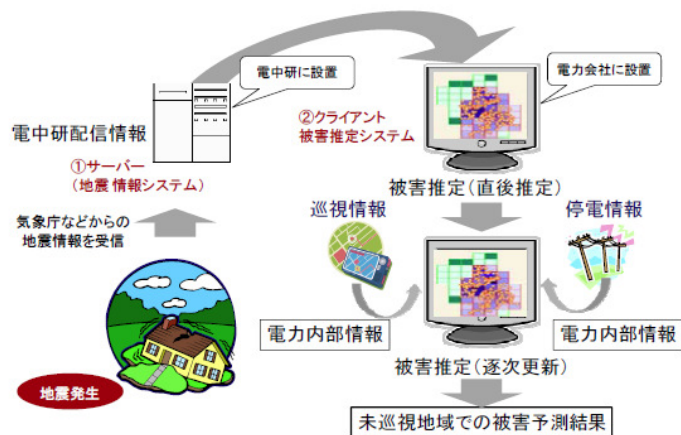 電中研に設置
電中研配信情報
①サーバー
(地震情報システム)
気象庁などからの
地震情報を受信
地震発生
電力会社に設置
②クライアント
被害推定システム
被害推定(直後推定)
巡視情報
停電情報
電力内部情報
電力内部情報
被害推定(逐次更新)
未巡視地域での被害予測結果